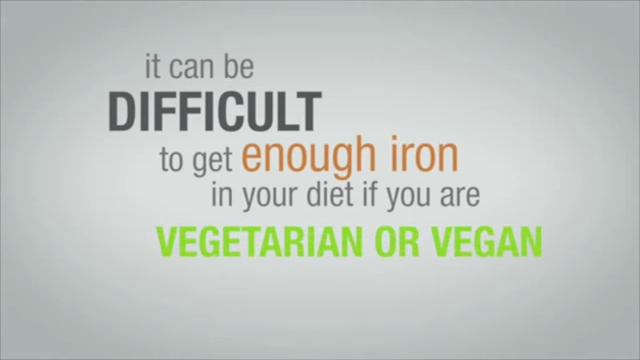 it can be
DIFFICULT
to get enough iron
in your diet if you are
VEGETARIAN OR VEGAN